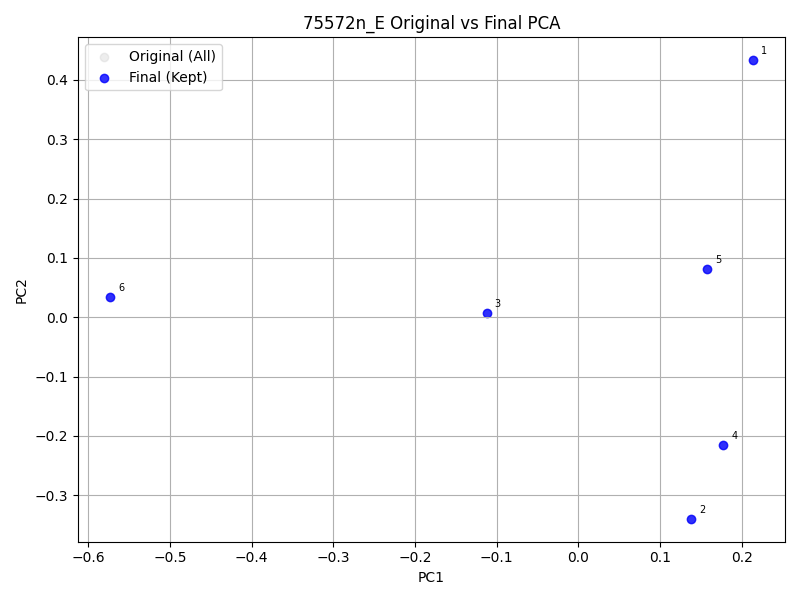 75572n_E Original vs Final PCA
Original (All)
Final (Kept)
1
5
6
3
4
2
0.4
0.3
0.2
0.1
0.0
−0.1
−0.2
−0.3
PC2
−0.6 −0.5 −0.4 −0.3 −0.2 −0.1 0.0 0.1 0.2
PC1